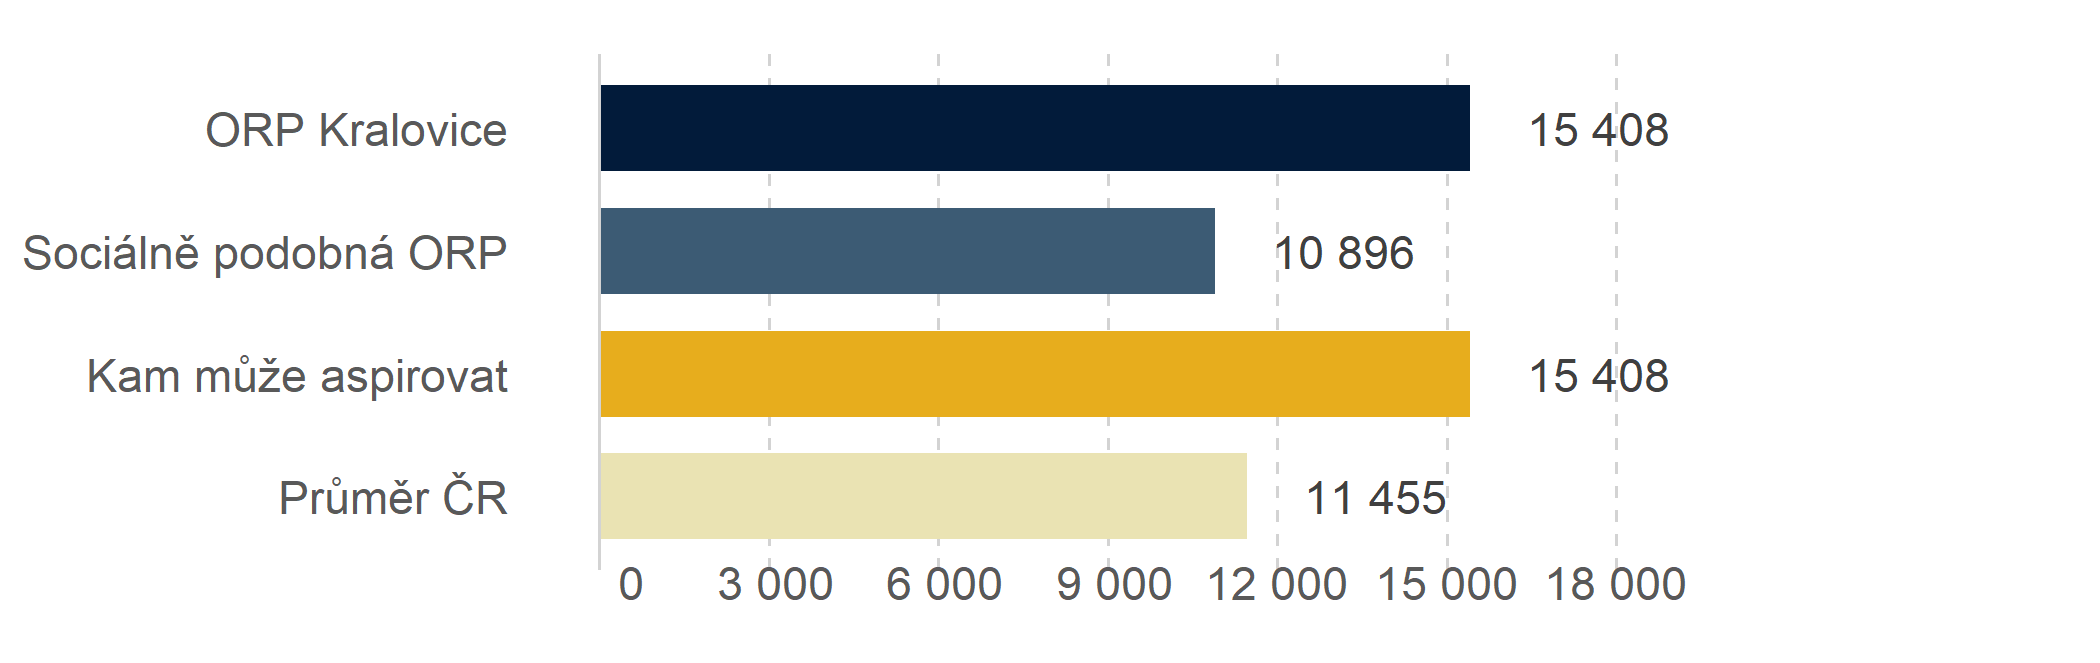 ORP Kralovice 15 408
Sociálně podobná ORP 10 896
Kam může aspirovat 15 408
Průměr ČR 11 455
0 3 000 6 000 9 000 12 000 15 000 18 000